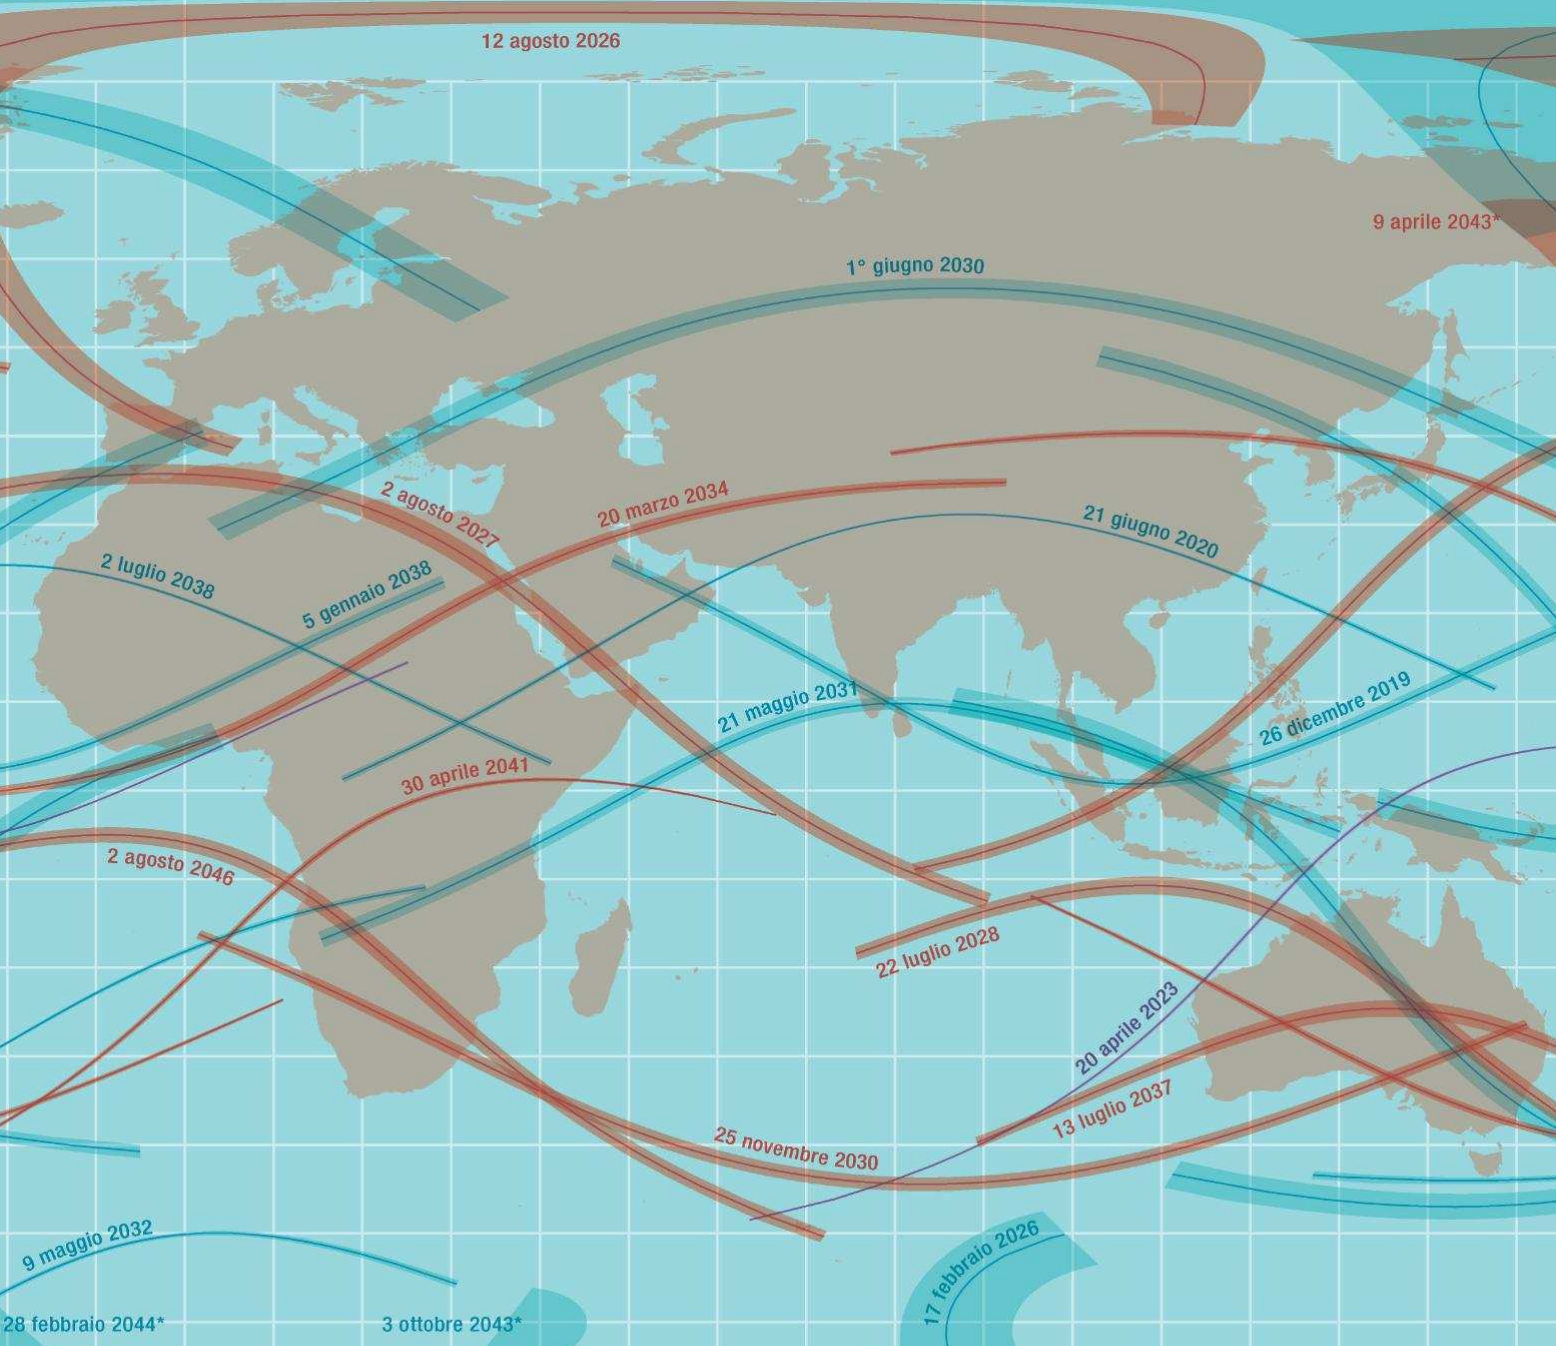 12 agosto 2026
9 aprile 2043*
1° giugno 2030
2 agosto 2027
20 marzo 2034
21 giugno 2020
2 luglio 2038
5 gennaio 2038
21 maggio 2031
26 dicembre 2019
30 aprile 2041
2 agosto 2046
22 luglio 2028
20 aprile 2023
13 luglio 2037
25 novembre 2030
9 maggio 2032
17 febbraio 2026
28 febbraio 2044*
3 ottobre 2043*